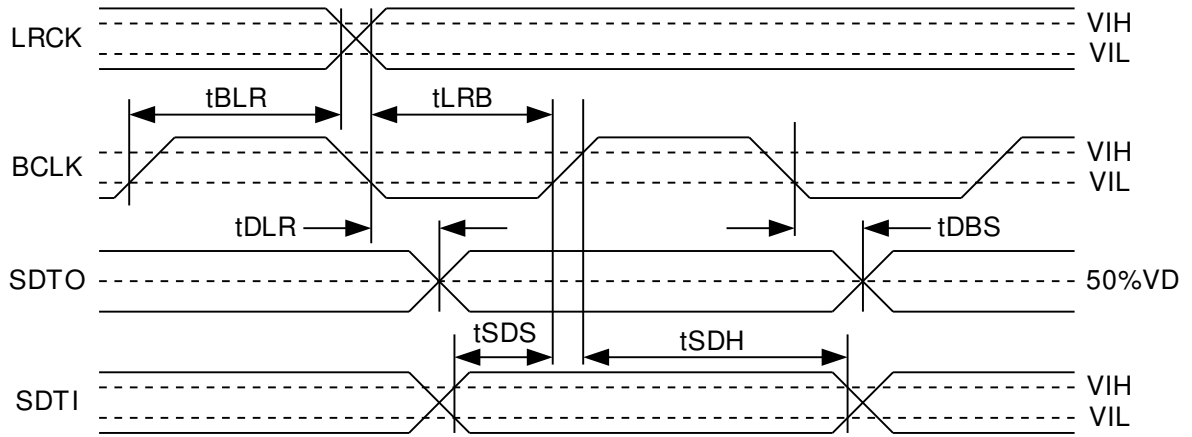 LRCK
VIH
VIL
tBLR
tLRB
BCLK
VIH
VIL
tDLR
tDBS
SDTO
50%VD
tSDS
tSDH
SDTI
VIH
VIL